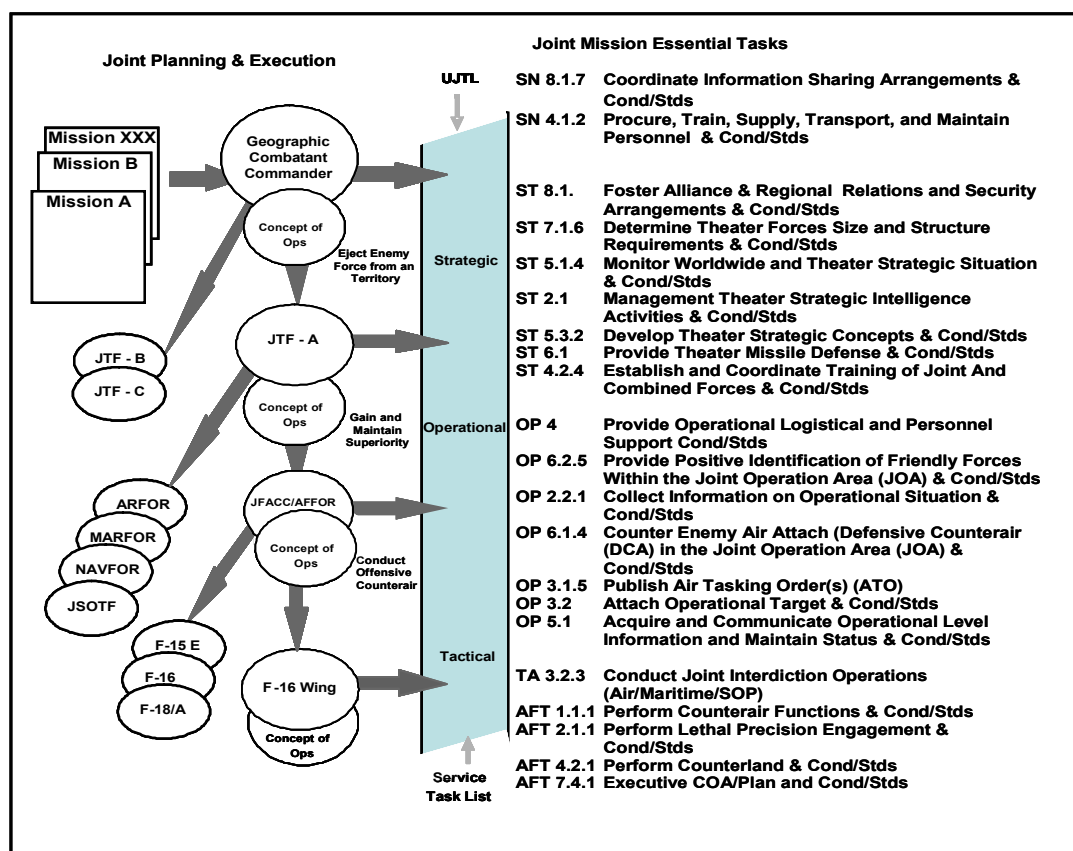 Joint Planning & Execution
Mission XXX
Mission B
Mission A
Geographic
Combatant
Commander
Concept of
Ops
Eject Enemy
Force from an
Territory
JTF - B
JTF - C
JTF - A
Concept of
Ops
Gain and
Maintain
Superiority
ARFOR
MARFOR
NAVFOR
JSOTF
JFACC/AFFOR
Concept of
Ops
Conduct
Offensive
Counterair
F-15 E
F-16
F-18/A
F-16 Wing
Concept of
Ops
UJTL
Strategic
Operational
Tactical
Service
Task List
Joint Mission Essential Tasks
SN 8.1.7 Coordinate Information Sharing Arrangements &
Cond/Stds
SN 4.1.2 Procure, Train, Supply, Transport, and Maintain
Personnel & Cond/Stds
ST 8.1. Foster Alliance & Regional Relations and Security
Arrangements & Cond/Stds
ST 7.1.6 Determine Theater Forces Size and Structure
Requirements & Cond/Stds
ST 5.1.4 Monitor Worldwide and Theater Strategic Situation
& Cond/Stds
ST 2.1 Management Theater Strategic Intelligence
Activities & Cond/Stds
ST 5.3.2 Develop Theater Strategic Concepts & Cond/Stds
ST 6.1 Provide Theater Missile Defense & Cond/Stds
ST 4.2.4 Establish and Coordinate Training of Joint And
Combined Forces & Cond/Stds
OP 4 Provide Operational Logistical and Personnel
Support Cond/Stds
OP 6.2.5 Provide Positive Identification of Friendly Forces
Within the Joint Operation Area (JOA) & Cond/Stds
OP 2.2.1 Collect Information on Operational Situation &
Cond/Stds
OP 6.1.4 Counter Enemy Air Attach (Defensive Counterair
(DCA) in the Joint Operation Area (JOA) &
Cond/Stds
OP 3.1.5 Publish Air Tasking Order(s) (ATO)
OP 3.2 Attach Operational Target & Cond/Stds
OP 5.1 Acquire and Communicate Operational Level
Information and Maintain Status & Cond/Stds
TA 3.2.3 Conduct Joint Interdiction Operations
(Air/Maritime/SOP)
AFT 1.1.1 Perform Counterair Functions & Cond/Stds
AFT 2.1.1 Perform Lethal Precision Engagement &
Cond/Stds
AFT 4.2.1 Perform Counterland & Cond/Stds
AFT 7.4.1 Executive COA/Plan and Cond/Stds